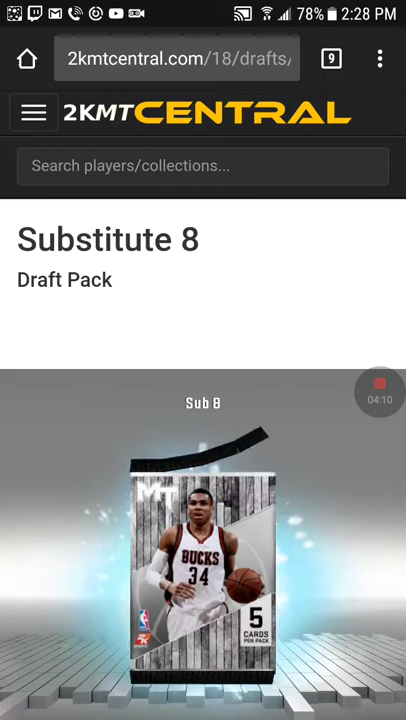 78% 2:28 PM
2kmtcentral.com/18/drafts/
9
2KMTCENTRAL
Search players/collections...
Substitute 8
Draft Pack
Sub 8
04:10
MT
BUCKS
34
5
CARDS
PER PACK
NBA
2K